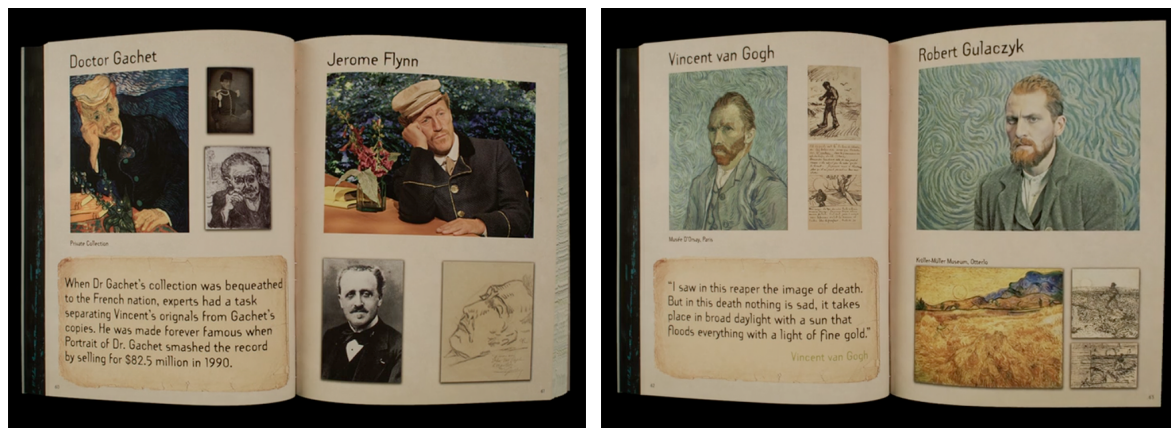 Doctor Gachet
Private Collection
When Dr Gachet's collection was bequeathed
to the French nation, experts had a task
separating Vincent's orignals from Gachet's
copies. He was made forever famous when
Portrait of Dr. Gachet smashed the record
by selling for $82.5 million in 1990.
Jerome Flynn
Vincent van Gogh
Musée D'Orsay, Paris
"I saw in this reaper the image of death.
But in this death nothing is sad, it takes
place in broad daylight with a sun that
floods everything with a light of fine gold."
Vincent van Gogh
Robert Gulaczyk
Kröller-Müller Museum, Otterlo